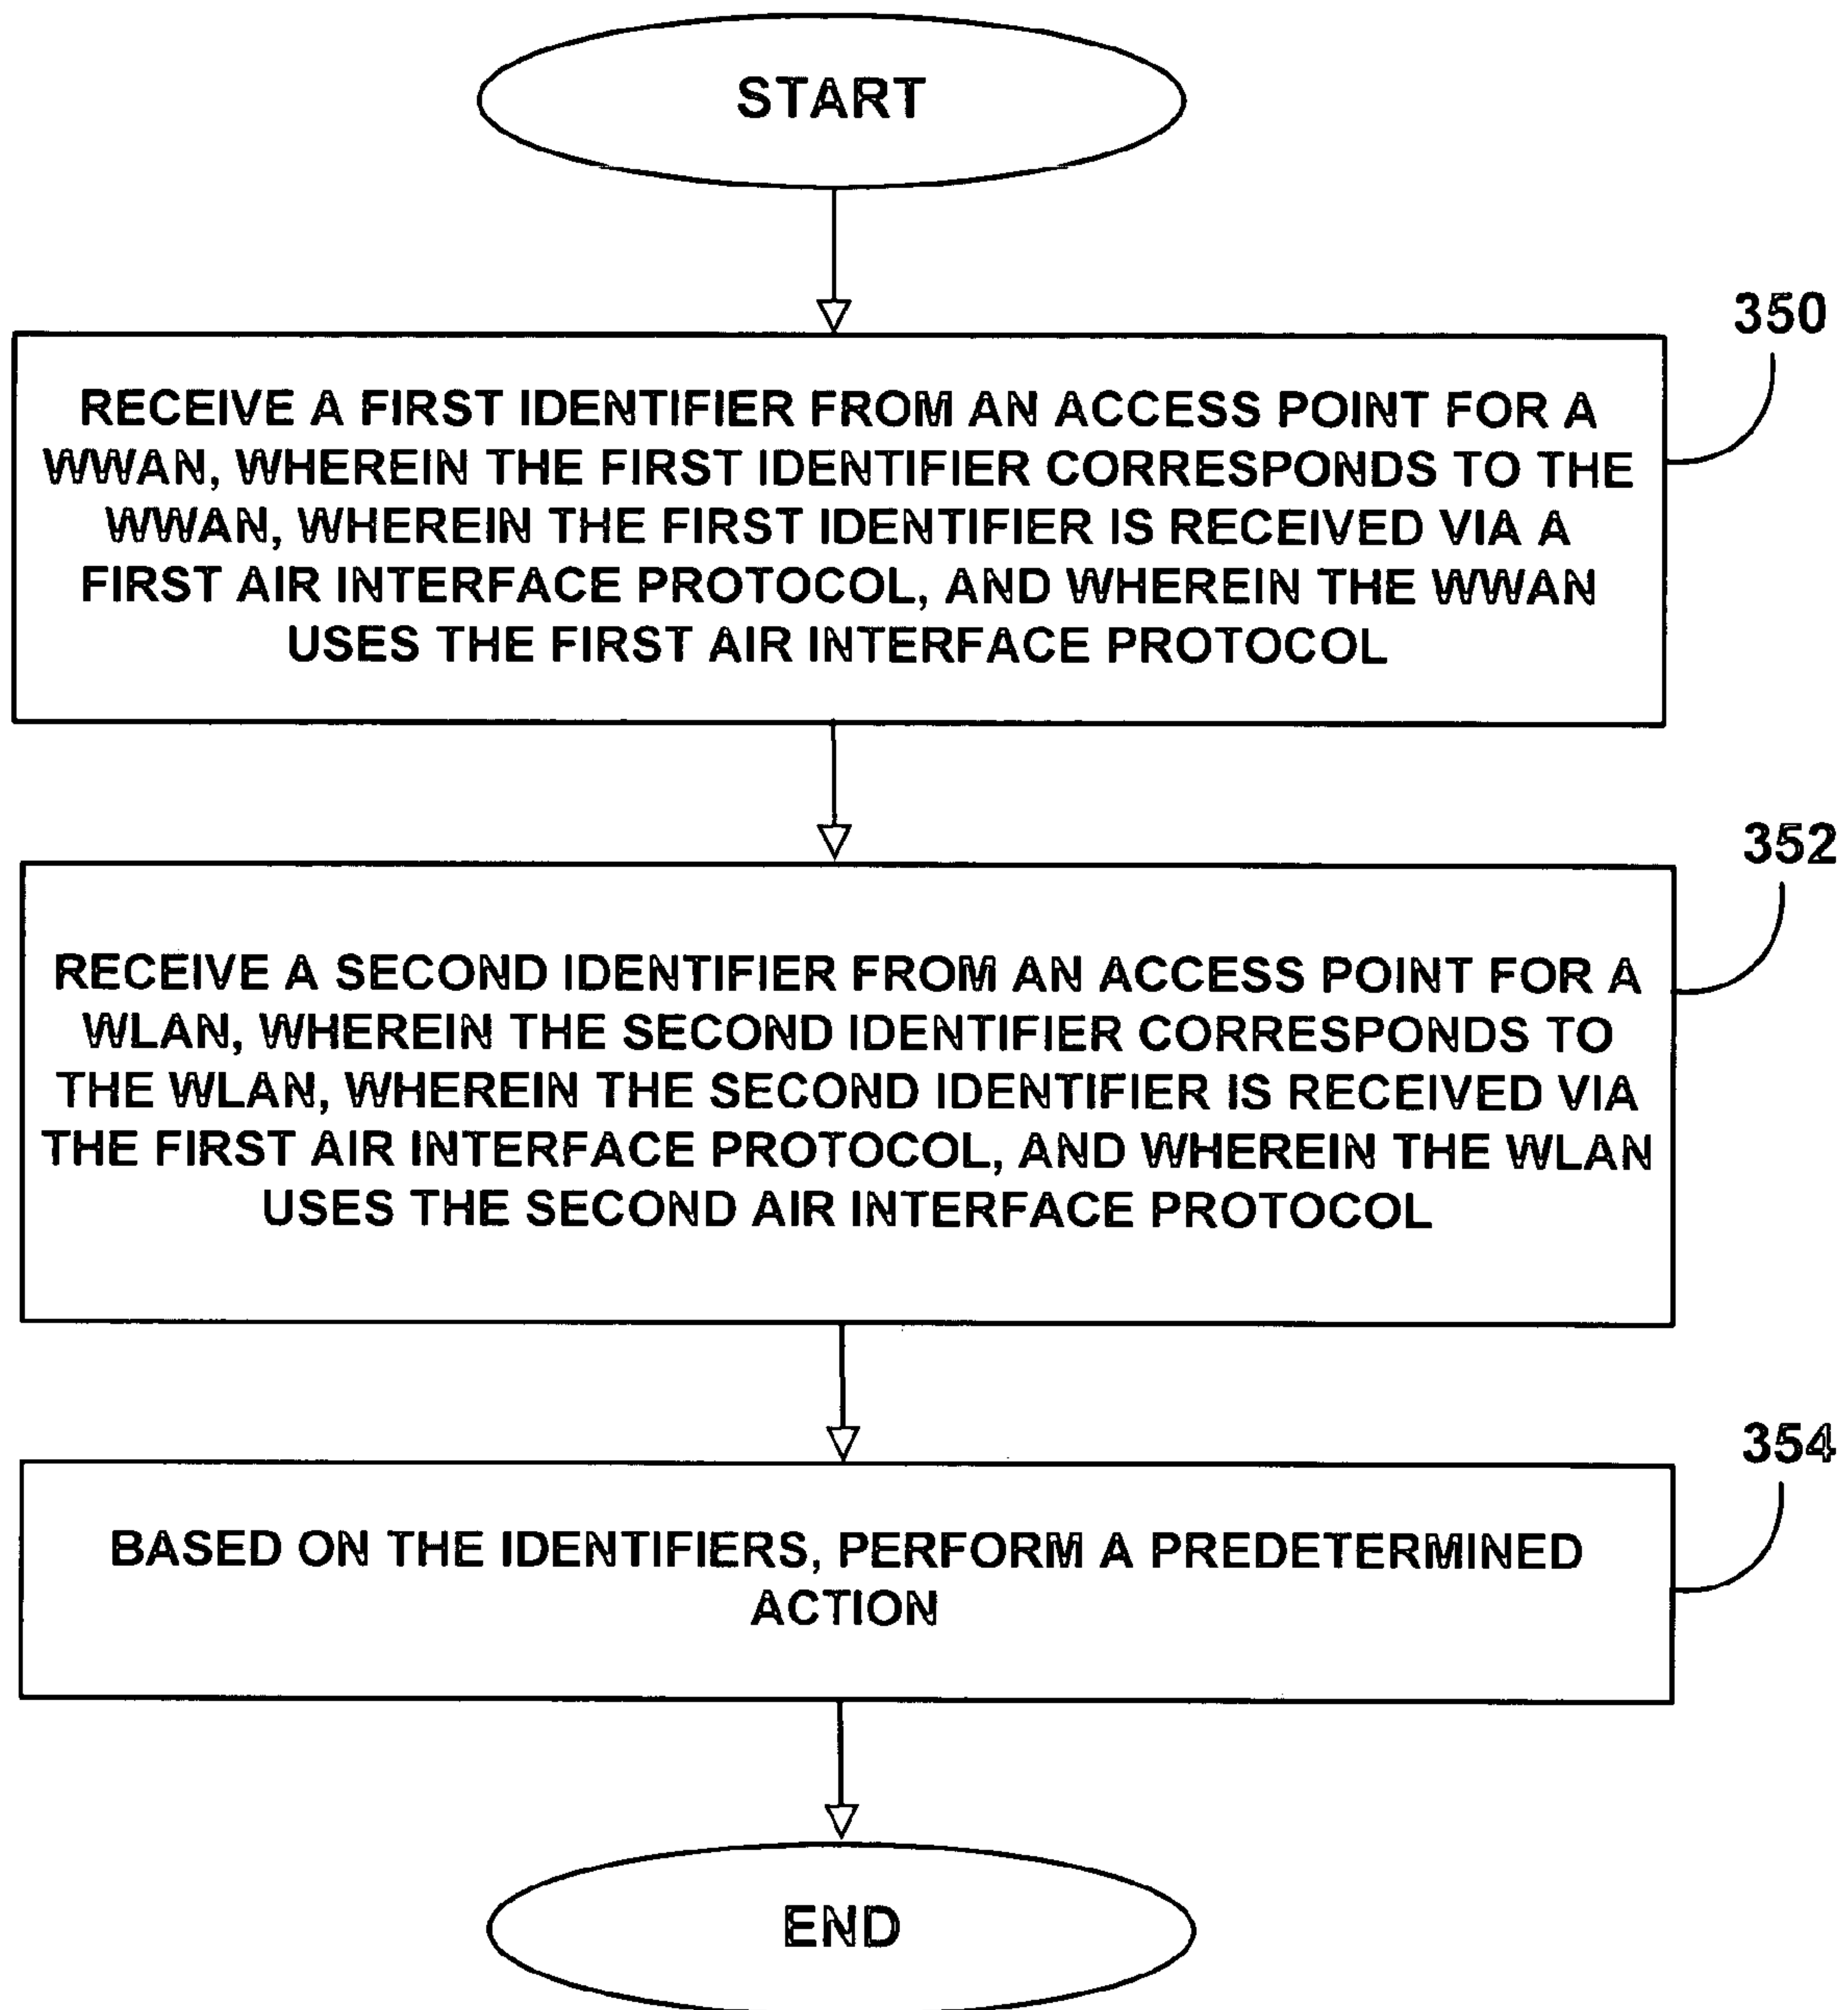 START
350
RECEIVE A FIRST IDENTIFIER FROM AN ACCESS POINT FOR A
WWAN, WHEREIN THE FIRST IDENTIFIER CORRESPONDS TO THE
WWAN, WHEREIN THE FIRST IDENTIFIER IS RECEIVED VIA A
FIRST AIR INTERFACE PROTOCOL, AND WHEREIN THE WWAN
USES THE FIRST AIR INTERFACE PROTOCOL
352
RECEIVE A SECOND IDENTIFIER FROM AN ACCESS POINT FOR A
WLAN, WHEREIN THE SECOND IDENTIFIER CORRESPONDS TO
THE WLAN, WHEREIN THE SECOND IDENTIFIER IS RECEIVED VIA
THE FIRST AIR INTERFACE PROTOCOL, AND WHEREIN THE WLAN
USES THE SECOND AIR INTERFACE PROTOCOL
354
BASED ON THE IDENTIFIERS, PERFORM A PREDETERMINED
ACTION
END